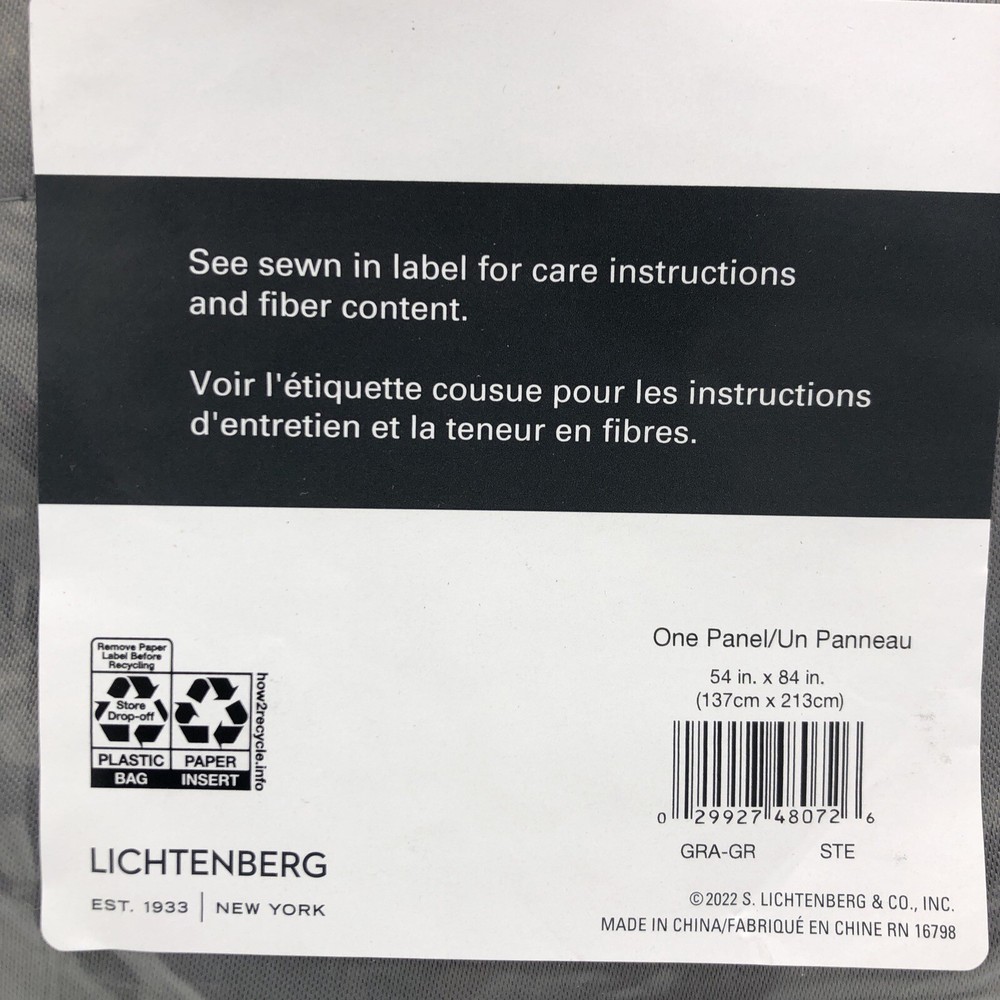 See sewn in label for care instructions
and fiber content.
Voir l'étiquette cousue pour les instructions
d'entretien et la teneur en fibres.
Remove Paper
Label Before
Recycling
Store
Drop-off
PLASTIC
BAG
PAPER
INSERT
how2recycle.info
LICHTENBERG
EST. 1933 | NEW YORK
One Panel/Un Panneau
54 in. x 84 in.
(137cm x 213cm)
0 29927 48072 6
GRA-GR STE
©2022 S. LICHTENBERG & CO., INC.
MADE IN CHINA/FABRIQUÉ EN CHINE RN 16798